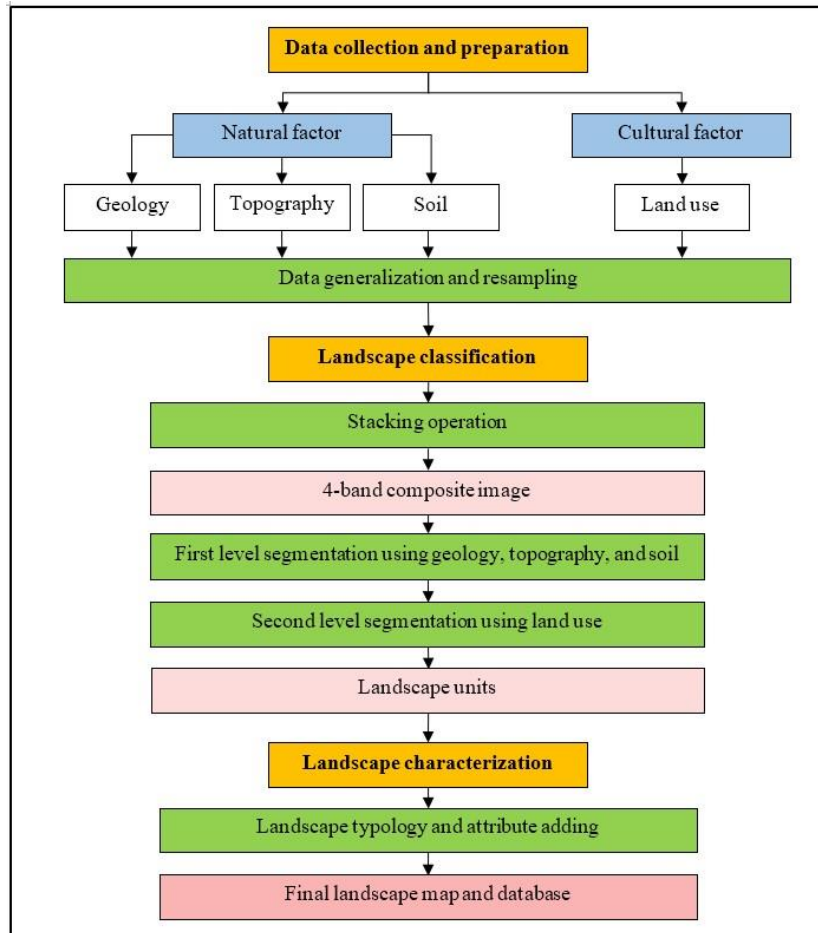 Data collection and preparation
Natural factor
Cultural factor
Geology
Topography
Soil
Land use
Data generalization and resampling
Landscape classification
Stacking operation
4-band composite image
First level segmentation using geology, topography, and soil
Second level segmentation using land use
Landscape units
Landscape characterization
Landscape typology and attribute adding
Final landscape map and database